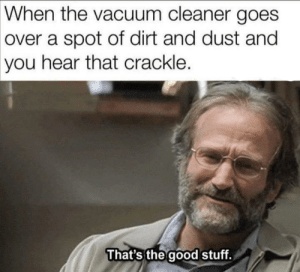 When the vacuum cleaner goes
over a spot of dirt and dust and
you hear that crackle.
That's the good stuff.